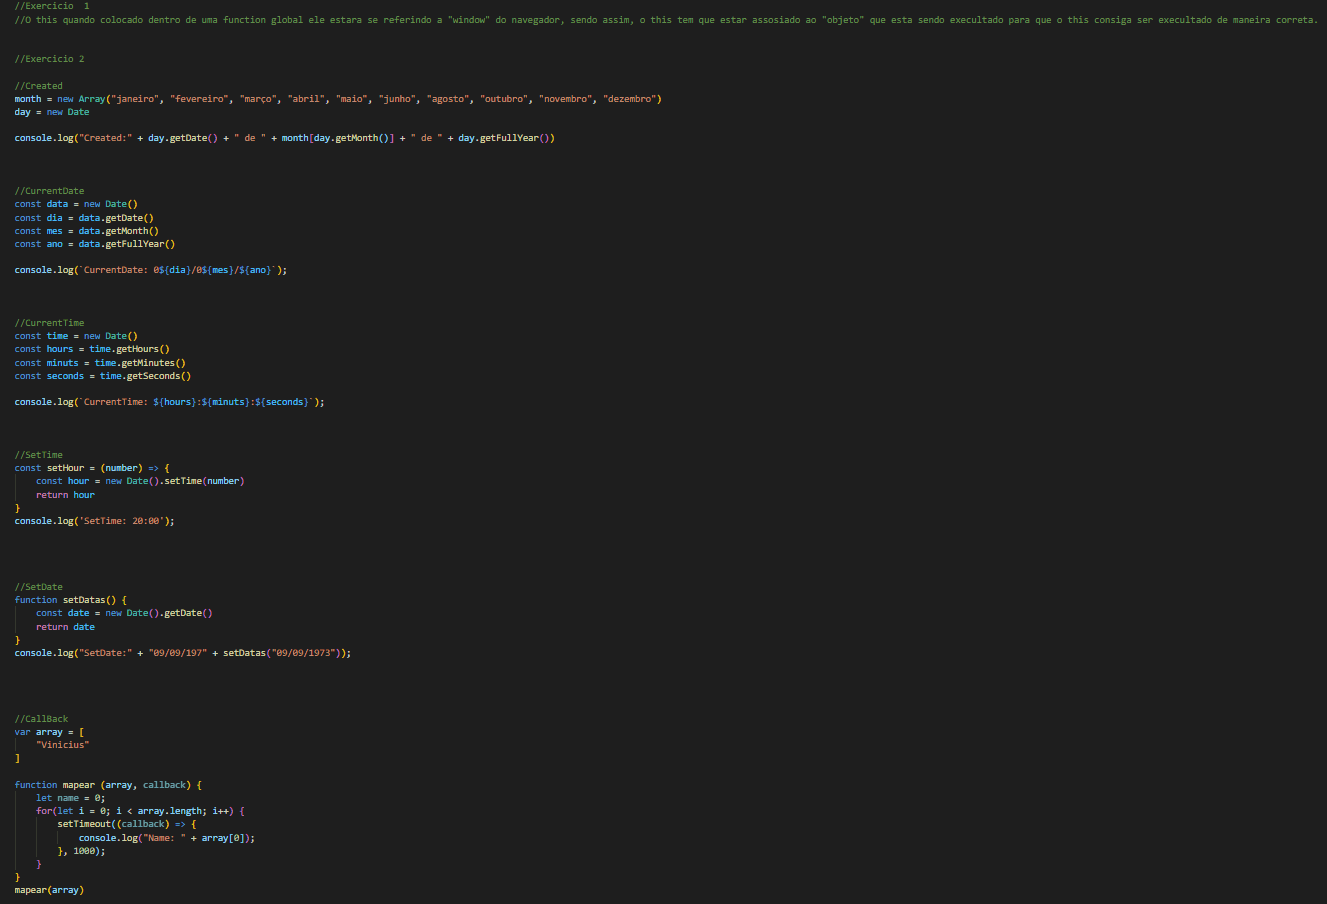 //Exercicio  1
//O this quando colocado dentro de uma function global ele estara se referindo a "window" do navegador, sendo assim, o this tem que estar assosiado ao "objeto" que esta sendo execultado para que o this consiga ser execultado de maneira correta.
//Exercicio 2
//Created
month = new Array("janeiro", "fevereiro", "março", "abril", "maio", "junho", "agosto", "outubro", "novembro", "dezembro")
day = new Date
console.log("Created:" + day.getDate() + " de " + month[day.getMonth()] + " de " + day.getFullYear())
//CurrentDate
const data = new Date()
const dia = data.getDate()
const mes = data.getMonth()
const ano = data.getFullYear()
console.log(`CurrentDate: 0${dia}/0${mes}/${ano}`);
//CurrentTime
const time = new Date()
const hours = time.getHours()
const minuts = time.getMinutes()
const seconds = time.getSeconds()
console.log(`CurrentTime: ${hours}:${minuts}:${seconds}`);
//SetTime
const setHour = (number) => {
    const hour = new Date().setTime(number)
    return hour
}
console.log('SetTime: 20:00');
//SetDate
function setDatas() {
    const date = new Date().getDate()
    return date
}
console.log("SetDate:" + "09/09/197" + setDatas("09/09/1973"));
//CallBack
var array = [
    "Vinicius"
]
function mapear (array, callback) {
    let name = 0;
    for(let i = 0; i < array.length; i++) {
        setTimeout((callback) => {
            console.log("Name: " + array[0]);
        }, 1000);
    }
}
mapear(array)